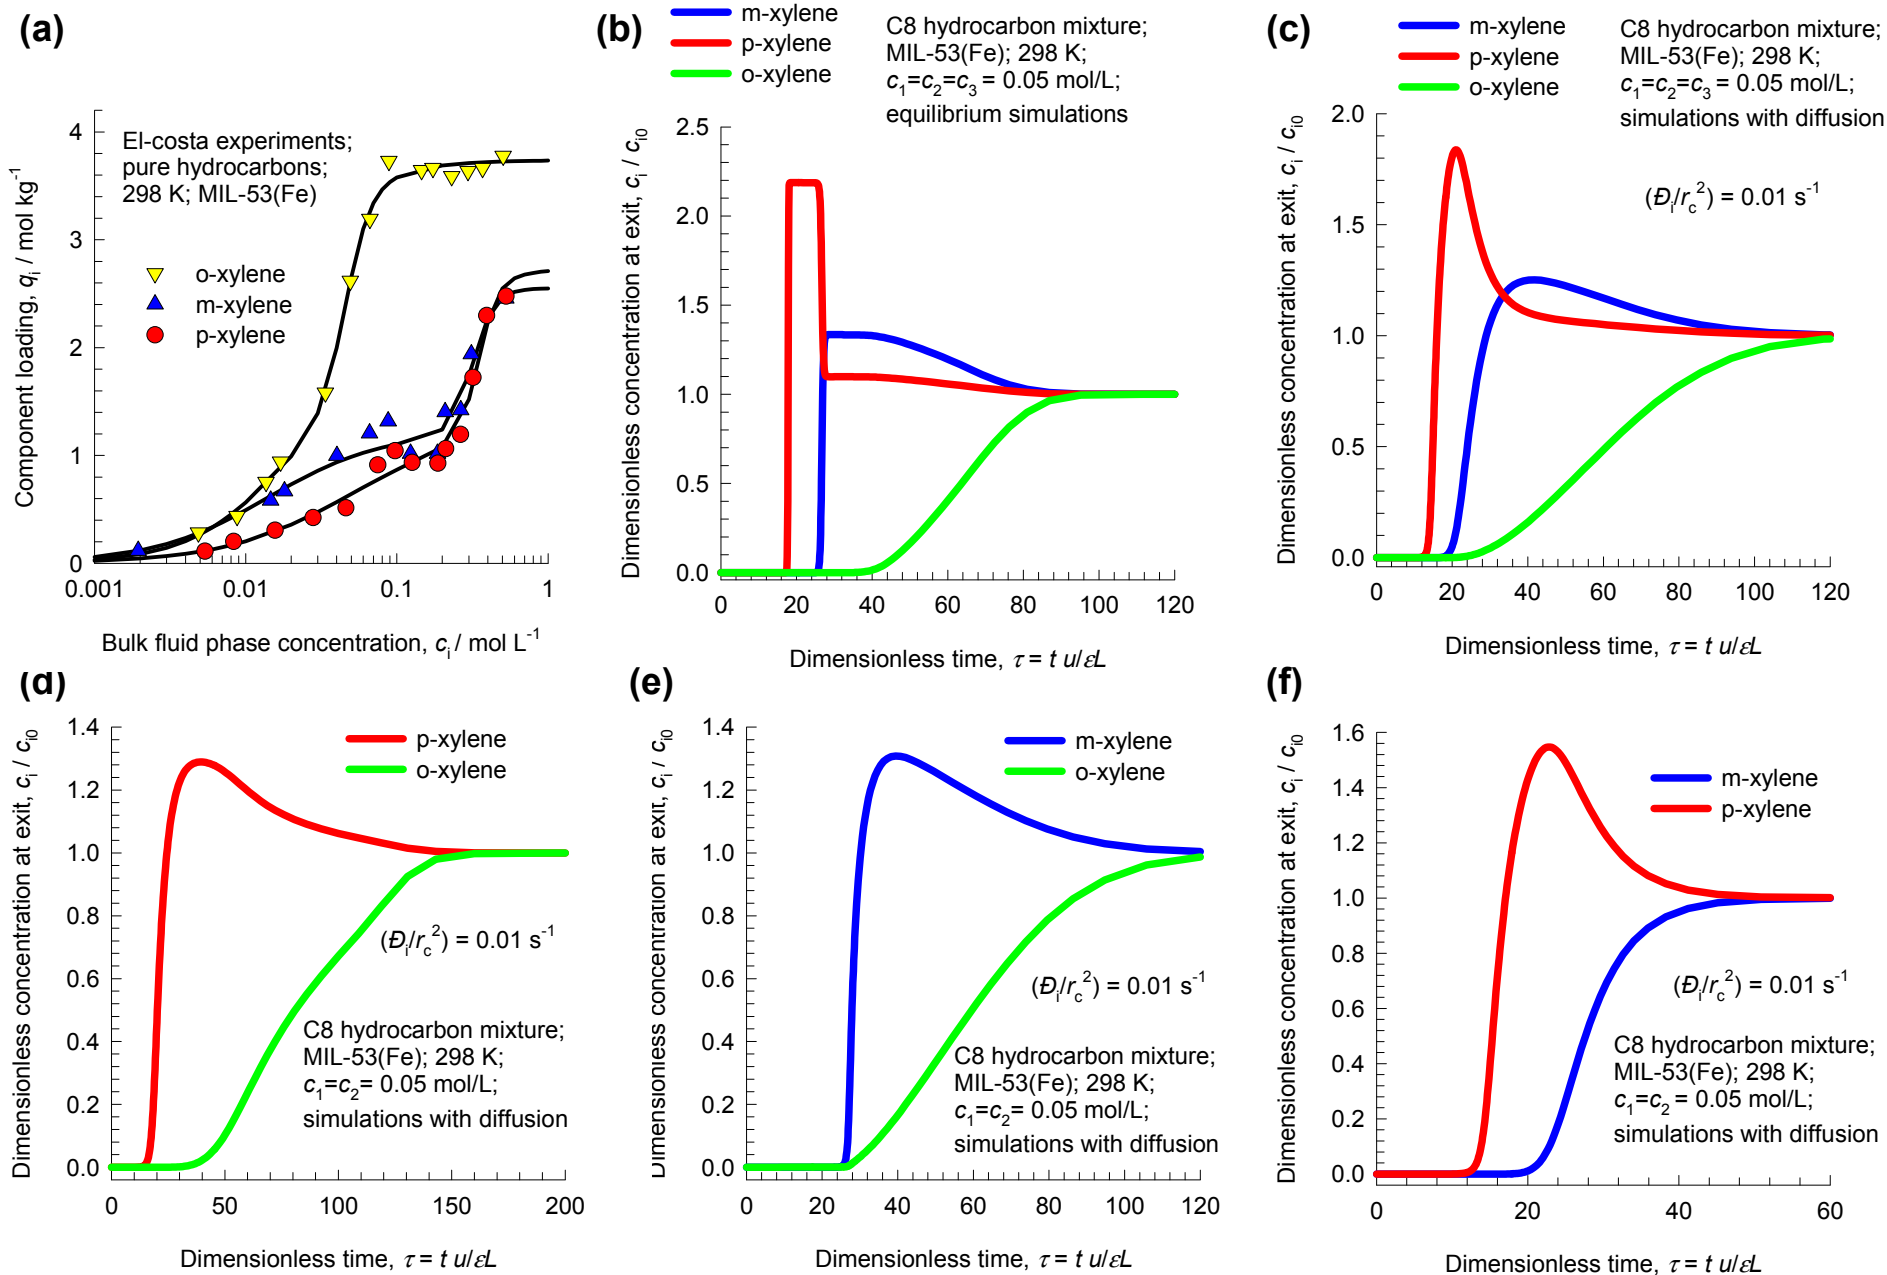 (a)
El-costa experiments;
pure hydrocarbons;
298 K; MIL-53(Fe)
o-xylene
m-xylene
p-xylene
Component loading, qi / mol kg-1
4
3
2
1
0
0.001
0.01
0.1
1
Bulk fluid phase concentration, ci / mol L-1
(b)
m-xylene
p-xylene
o-xylene
C8 hydrocarbon mixture;
MIL-53(Fe); 298 K;
c1=c2=c3 = 0.05 mol/L;
equilibrium simulations
Dimensionless concentration at exit, ci / ci0
2.5
2.0
1.5
1.0
0.5
0.0
0
20
40
60
80
100
120
Dimensionless time, τ = t u/εL
(c)
m-xylene
p-xylene
o-xylene
C8 hydrocarbon mixture;
MIL-53(Fe); 298 K;
c1=c2=c3 = 0.05 mol/L;
simulations with diffusion
(Đi/rc2) = 0.01 s-1
Dimensionless concentration at exit, ci / ci0
2.0
1.5
1.0
0.5
0.0
0
20
40
60
80
100
120
Dimensionless time, τ = t u/εL
(d)
p-xylene
o-xylene
(Đi/rc2) = 0.01 s-1
C8 hydrocarbon mixture;
MIL-53(Fe); 298 K;
c1=c2= 0.05 mol/L;
simulations with diffusion
Dimensionless concentration at exit, ci / ci0
1.4
1.2
1.0
0.8
0.6
0.4
0.2
0.0
0
50
100
150
200
Dimensionless time, τ = t u/εL
(e)
m-xylene
o-xylene
(Đi/rc2) = 0.01 s-1
C8 hydrocarbon mixture;
MIL-53(Fe); 298 K;
c1=c2= 0.05 mol/L;
simulations with diffusion
Dimensionless concentration at exit, ci / ci0
1.4
1.2
1.0
0.8
0.6
0.4
0.2
0.0
0
20
40
60
80
100
120
Dimensionless time, τ = t u/εL
(f)
m-xylene
p-xylene
(Đi/rc2) = 0.01 s-1
C8 hydrocarbon mixture;
MIL-53(Fe); 298 K;
c1=c2 = 0.05 mol/L;
simulations with diffusion
Dimensionless concentration at exit, ci / ci0
1.6
1.4
1.2
1.0
0.8
0.6
0.4
0.2
0.0
0
20
40
60
Dimensionless time, τ = t u/εL